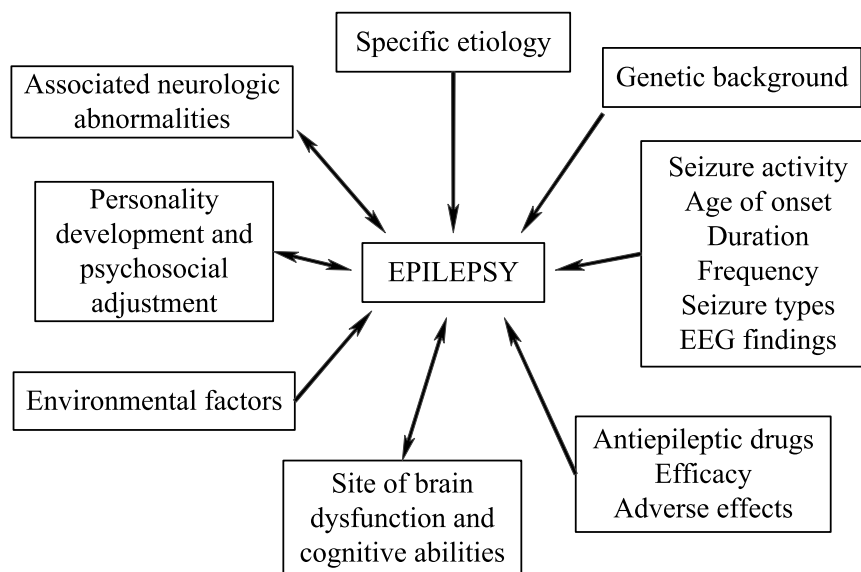 Specific etiology
Genetic background
Associated neurologic
abnormalities
Seizure activity
Age of onset
Duration
Frequency
Seizure types
EEG findings
Personality
development and
psychosocial
adjustment
EPILEPSY
Environmental factors
Antiepileptic drugs
Efficacy
Adverse effects
Site of brain
dysfunction and
cognitive abilities